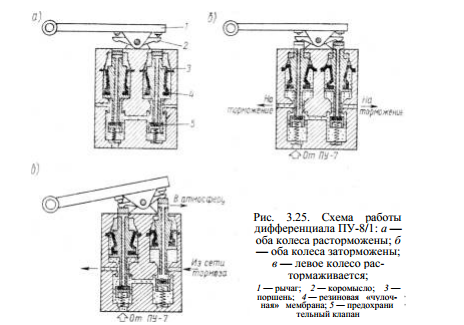 а)
1
2
3
4
5
б)
На
торможение
На
торможение
От ПУ-7
в)
В атмосферу
Из сети
тормоза
От ПУ-7
Рис. 3.25. Схема работы
дифференциала ПУ-8/1: а —
оба колеса расторможены; б
— оба колеса заторможены;
в — левое колесо рас-
тормаживается;
1 — рычаг; 2 — коромысло; 3 —
поршень; 4 — резиновая «чулоч-
ная» мембрана; 5 — предохрани
тельный клапан